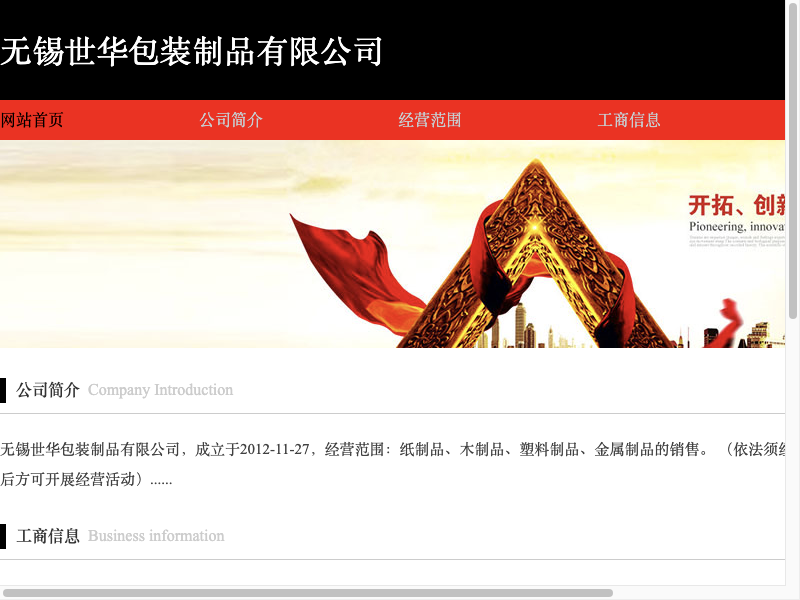 无锡世华包装制品有限公司
网站首页 公司简介 经营范围 工商信息
开拓、创
Pioneering, innova
公司简介 Company Introduction
无锡世华包装制品有限公司，成立于2012-11-27，经营范围：纸制品、木制品、塑料制品、金属制品的销售。（依法须
后方可开展经营活动）......
工商信息 Business information